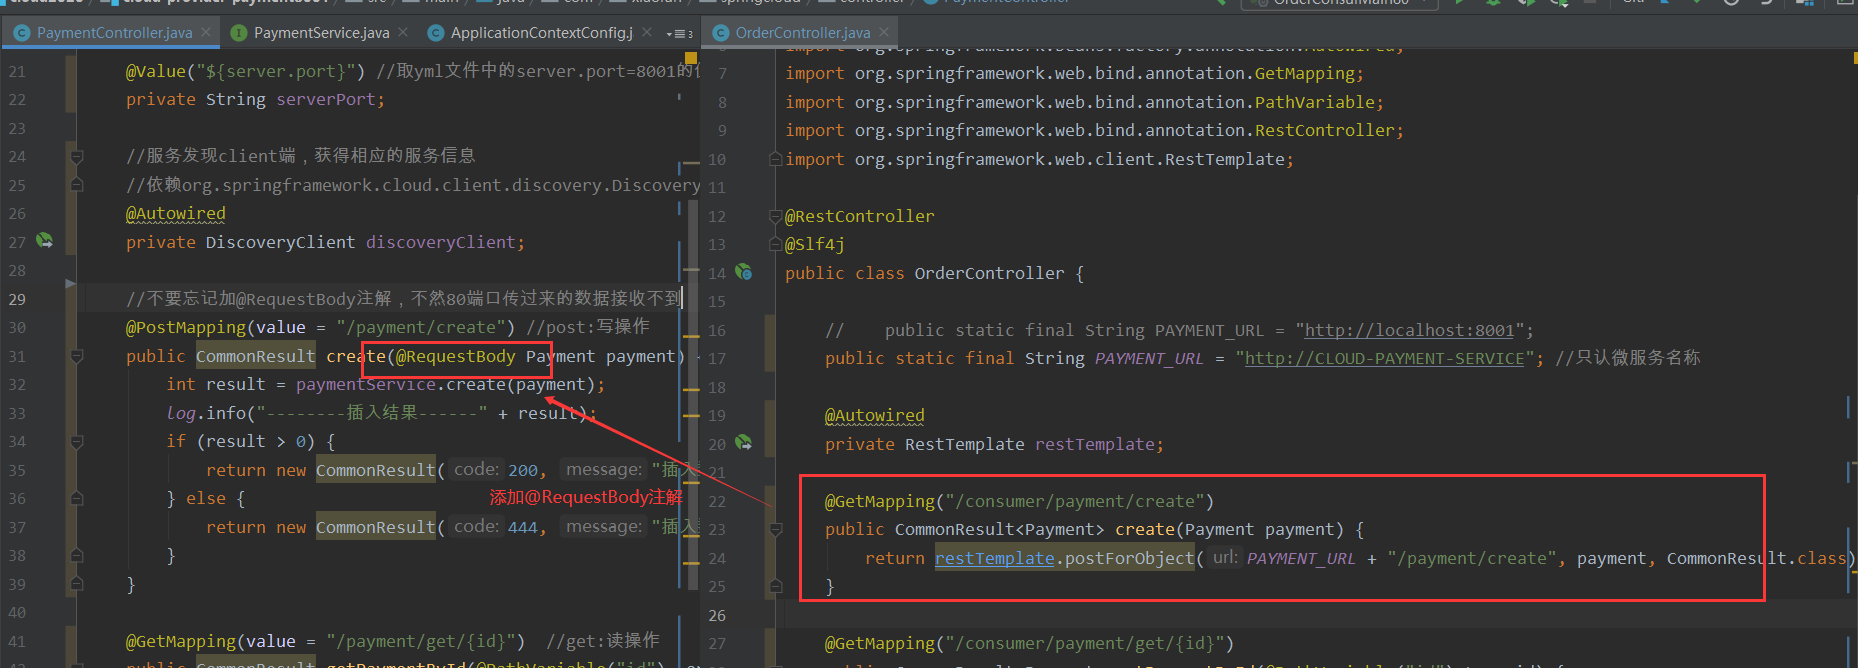 PaymentController.java
PaymentService.java
ApplicationContextConfig.j
3
OrderController.java
21 @Value("${server.port}") //取yml文件中的server.port=8001的
22 private String serverPort;
23
24 //服务发现client端，获得相应的服务信息
25 //依赖org.springframework.cloud.client.discovery.Discovery
26 @Autowired
27 private DiscoveryClient discoveryClient;
28
29 //不要忘记加@RequestBody注解，不然80端口传过来的数据接收不到
30 @PostMapping(value = "/payment/create") //post:写操作
31 public CommonResult create(@RequestBody Payment payment)
32 int result = paymentService.create(payment);
33 log.info("--------插入结果------" + result);
34 if (result > 0) {
35 return new CommonResult( code: 200, message: "插入
36 } else {
添加@RequestBody注解
37 return new CommonResult( code: 444, message: "插入
38 }
39 }
40
41 @GetMapping(value = "/payment/get/{id}") //get:读操作
import org.springframework.beans.factory.annotation.Autowired;
7 import org.springframework.web.bind.annotation.GetMapping;
8 import org.springframework.web.bind.annotation.PathVariable;
9 import org.springframework.web.bind.annotation.RestController;
10 import org.springframework.web.client.RestTemplate;
11
12 @RestController
13 @Slf4j
14 public class OrderController {
15
16 // public static final String PAYMENT_URL = "http://localhost:8001";
17 public static final String PAYMENT_URL = "http://CLOUD-PAYMENT-SERVICE"; //只认微服务名称
18
19 @Autowired
20 private RestTemplate restTemplate;
21
22 @GetMapping("/consumer/payment/create")
23 public CommonResult<Payment> create(Payment payment) {
24 return restTemplate.postForObject( url: PAYMENT_URL + "/payment/create", payment, CommonResult.class)
25 }
26
27 @GetMapping("/consumer/payment/get/{id}")